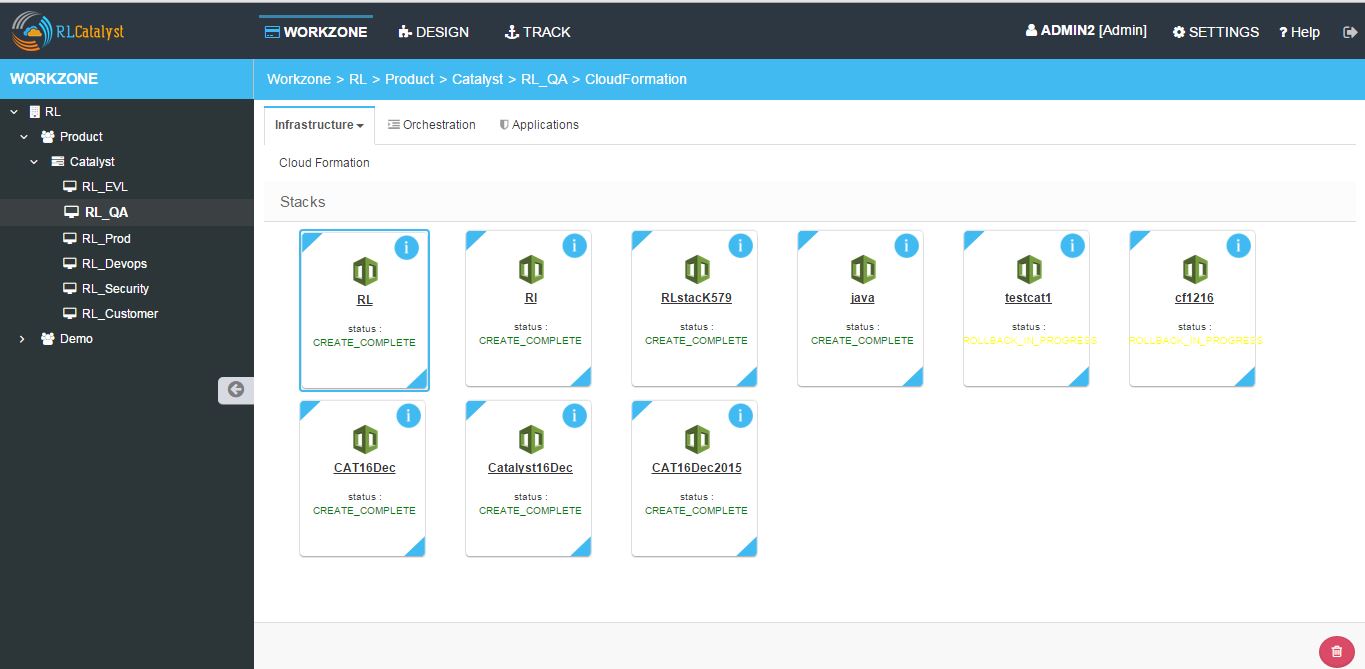 RLCatalyst
WORKZONE DESIGN TRACK ADMIN2 [Admin] SETTINGS ? Help
WORKZONE
Workzone > RL > Product > Catalyst > RL_QA > CloudFormation
RL
Product
Catalyst
RL_EVL
RL_QA
RL_Prod
RL_Devops
RL_Security
RL_Customer
Demo
Infrastructure Orchestration Applications
Cloud Formation
Stacks
RL
status :
CREATE_COMPLETE
Rl
status :
CREATE_COMPLETE
RLstacK579
status :
CREATE_COMPLETE
java
status :
CREATE_COMPLETE
testcat1
status :
ROLLBACK_IN_PROGRESS
cf1216
status :
ROLLBACK_IN_PROGRESS
CAT16Dec
status :
CREATE_COMPLETE
Catalyst16Dec
status :
CREATE_COMPLETE
CAT16Dec2015
status :
CREATE_COMPLETE